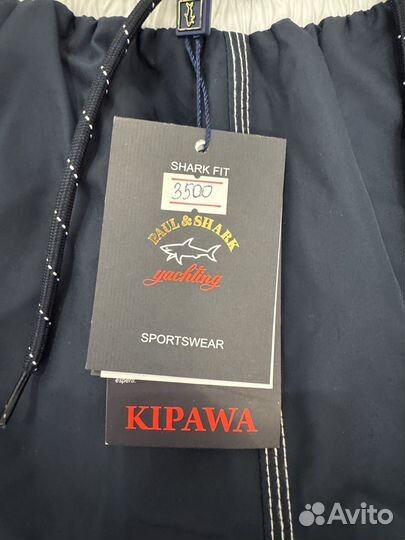 SHARK FIT
3500
PAUL & SHARK
yachting
SPORTSWEAR
KIPAWA
Avito